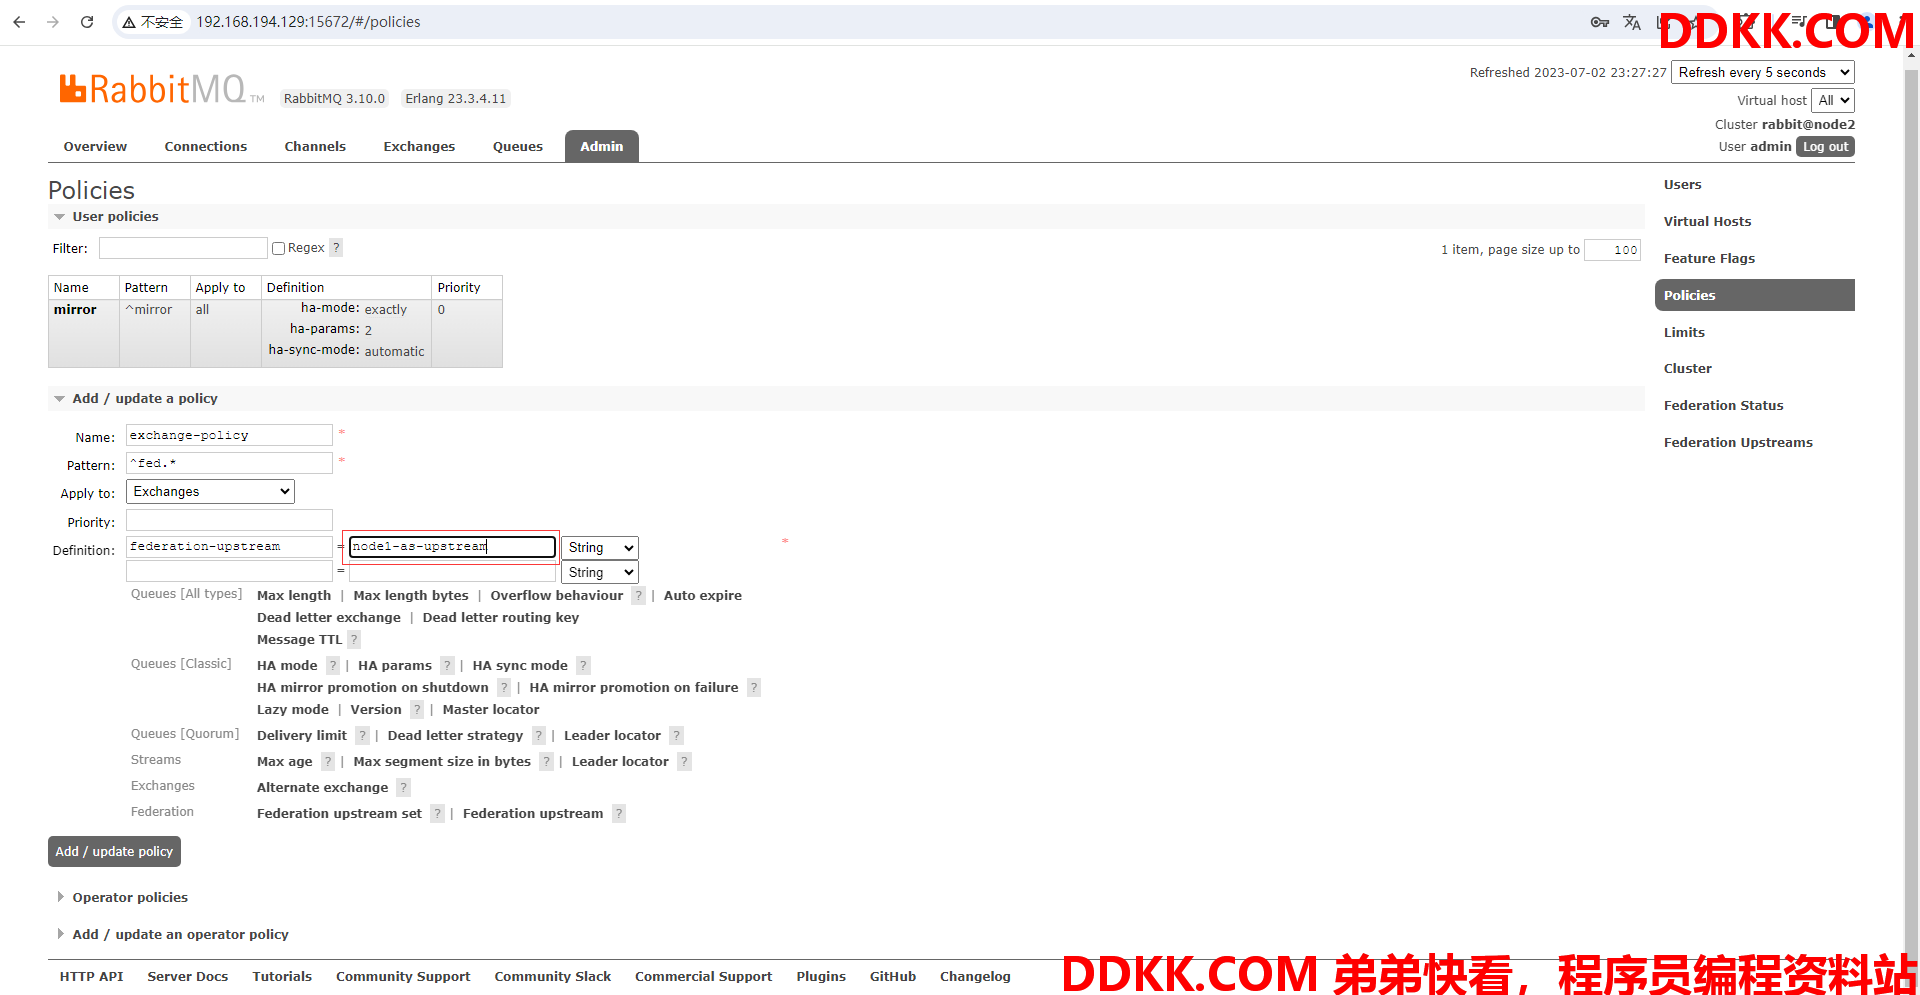 不安全 192.168.194.129:15672/#/policies
DDKK.COM
RabbitMQ TM RabbitMQ 3.10.0 Erlang 23.3.4.11
Refreshed 2023-07-02 23:27:27 Refresh every 5 seconds
Virtual host All
Cluster rabbit@node2
User admin Log out
Overview Connections Channels Exchanges Queues Admin
Policies
User policies
Filter: Regex ?
1 item, page size up to 100
Name Pattern Apply to Definition Priority
mirror ^mirror all ha-mode: exactly 0
ha-params: 2
ha-sync-mode: automatic
Add / update a policy
Name: exchange-policy *
Pattern: ^fed.* *
Apply to: Exchanges
Priority:
Definition: federation-upstream = node1-as-upstream String *
= String
Queues [All types] Max length | Max length bytes | Overflow behaviour ? | Auto expire
Dead letter exchange | Dead letter routing key
Message TTL ?
Queues [Classic] HA mode ? | HA params ? | HA sync mode ?
HA mirror promotion on shutdown ? | HA mirror promotion on failure ?
Lazy mode | Version ? | Master locator
Queues [Quorum] Delivery limit ? | Dead letter strategy ? | Leader locator ?
Streams Max age ? | Max segment size in bytes ? | Leader locator ?
Exchanges Alternate exchange ?
Federation Federation upstream set ? | Federation upstream ?
Add / update policy
Operator policies
Add / update an operator policy
Users
Virtual Hosts
Feature Flags
Policies
Limits
Cluster
Federation Status
Federation Upstreams
HTTP API Server Docs Tutorials Community Support Community Slack Commercial Support Plugins GitHub Changelog
DDKK.COM 弟弟快看，程序员编程资料站